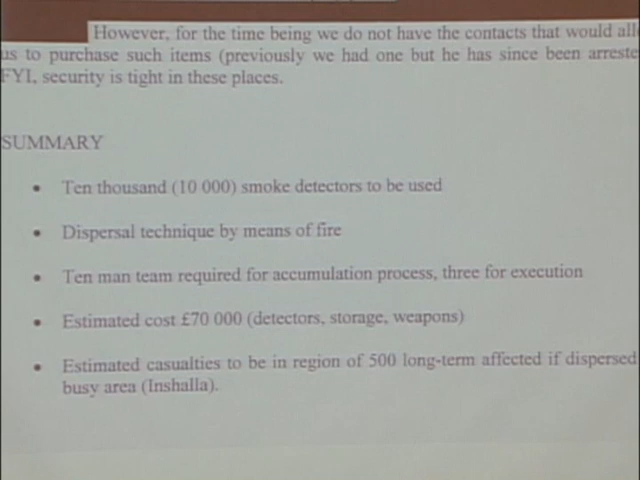 However, for the time being we do not have the contacts that would
us to purchase such items (previously we had one but he has since been
FYI, security is tight in these places.
SUMMARY
• Ten thousand (10 000) smoke detectors to be used
• Dispersal technique by means of fire
• Ten man team required for accumulation process, three for execution
• Estimated cost £70 000 (detectors, storage, weapons)
• Estimated casualties to be in region of 500 long-term affected if dispersed
busy area (Inshalla).